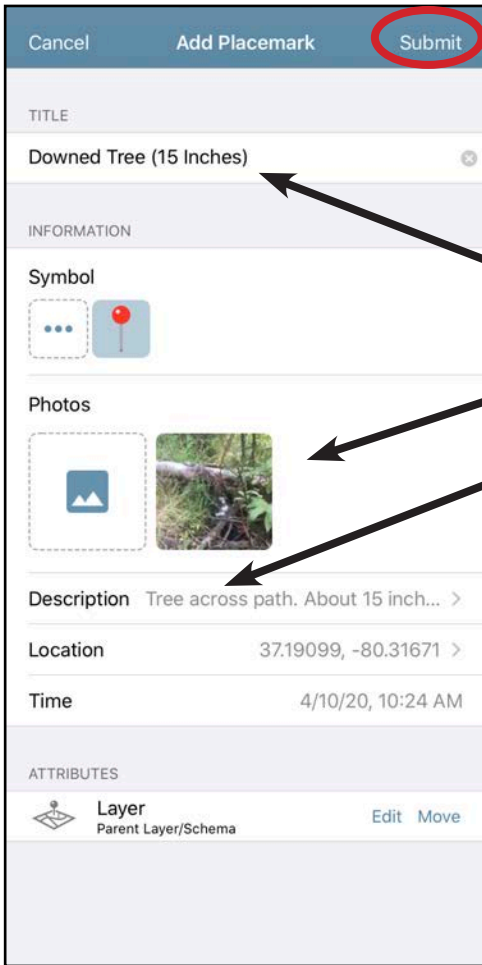 Cancel Add Placemark Submit
TITLE
Downed Tree (15 Inches)
INFORMATION
Symbol
Photos
Description Tree across path. About 15 inch...
Location 37.19099, -80.31671
Time 4/10/20, 10:24 AM
ATTRIBUTES
Layer Edit Move
Parent Layer/Schema